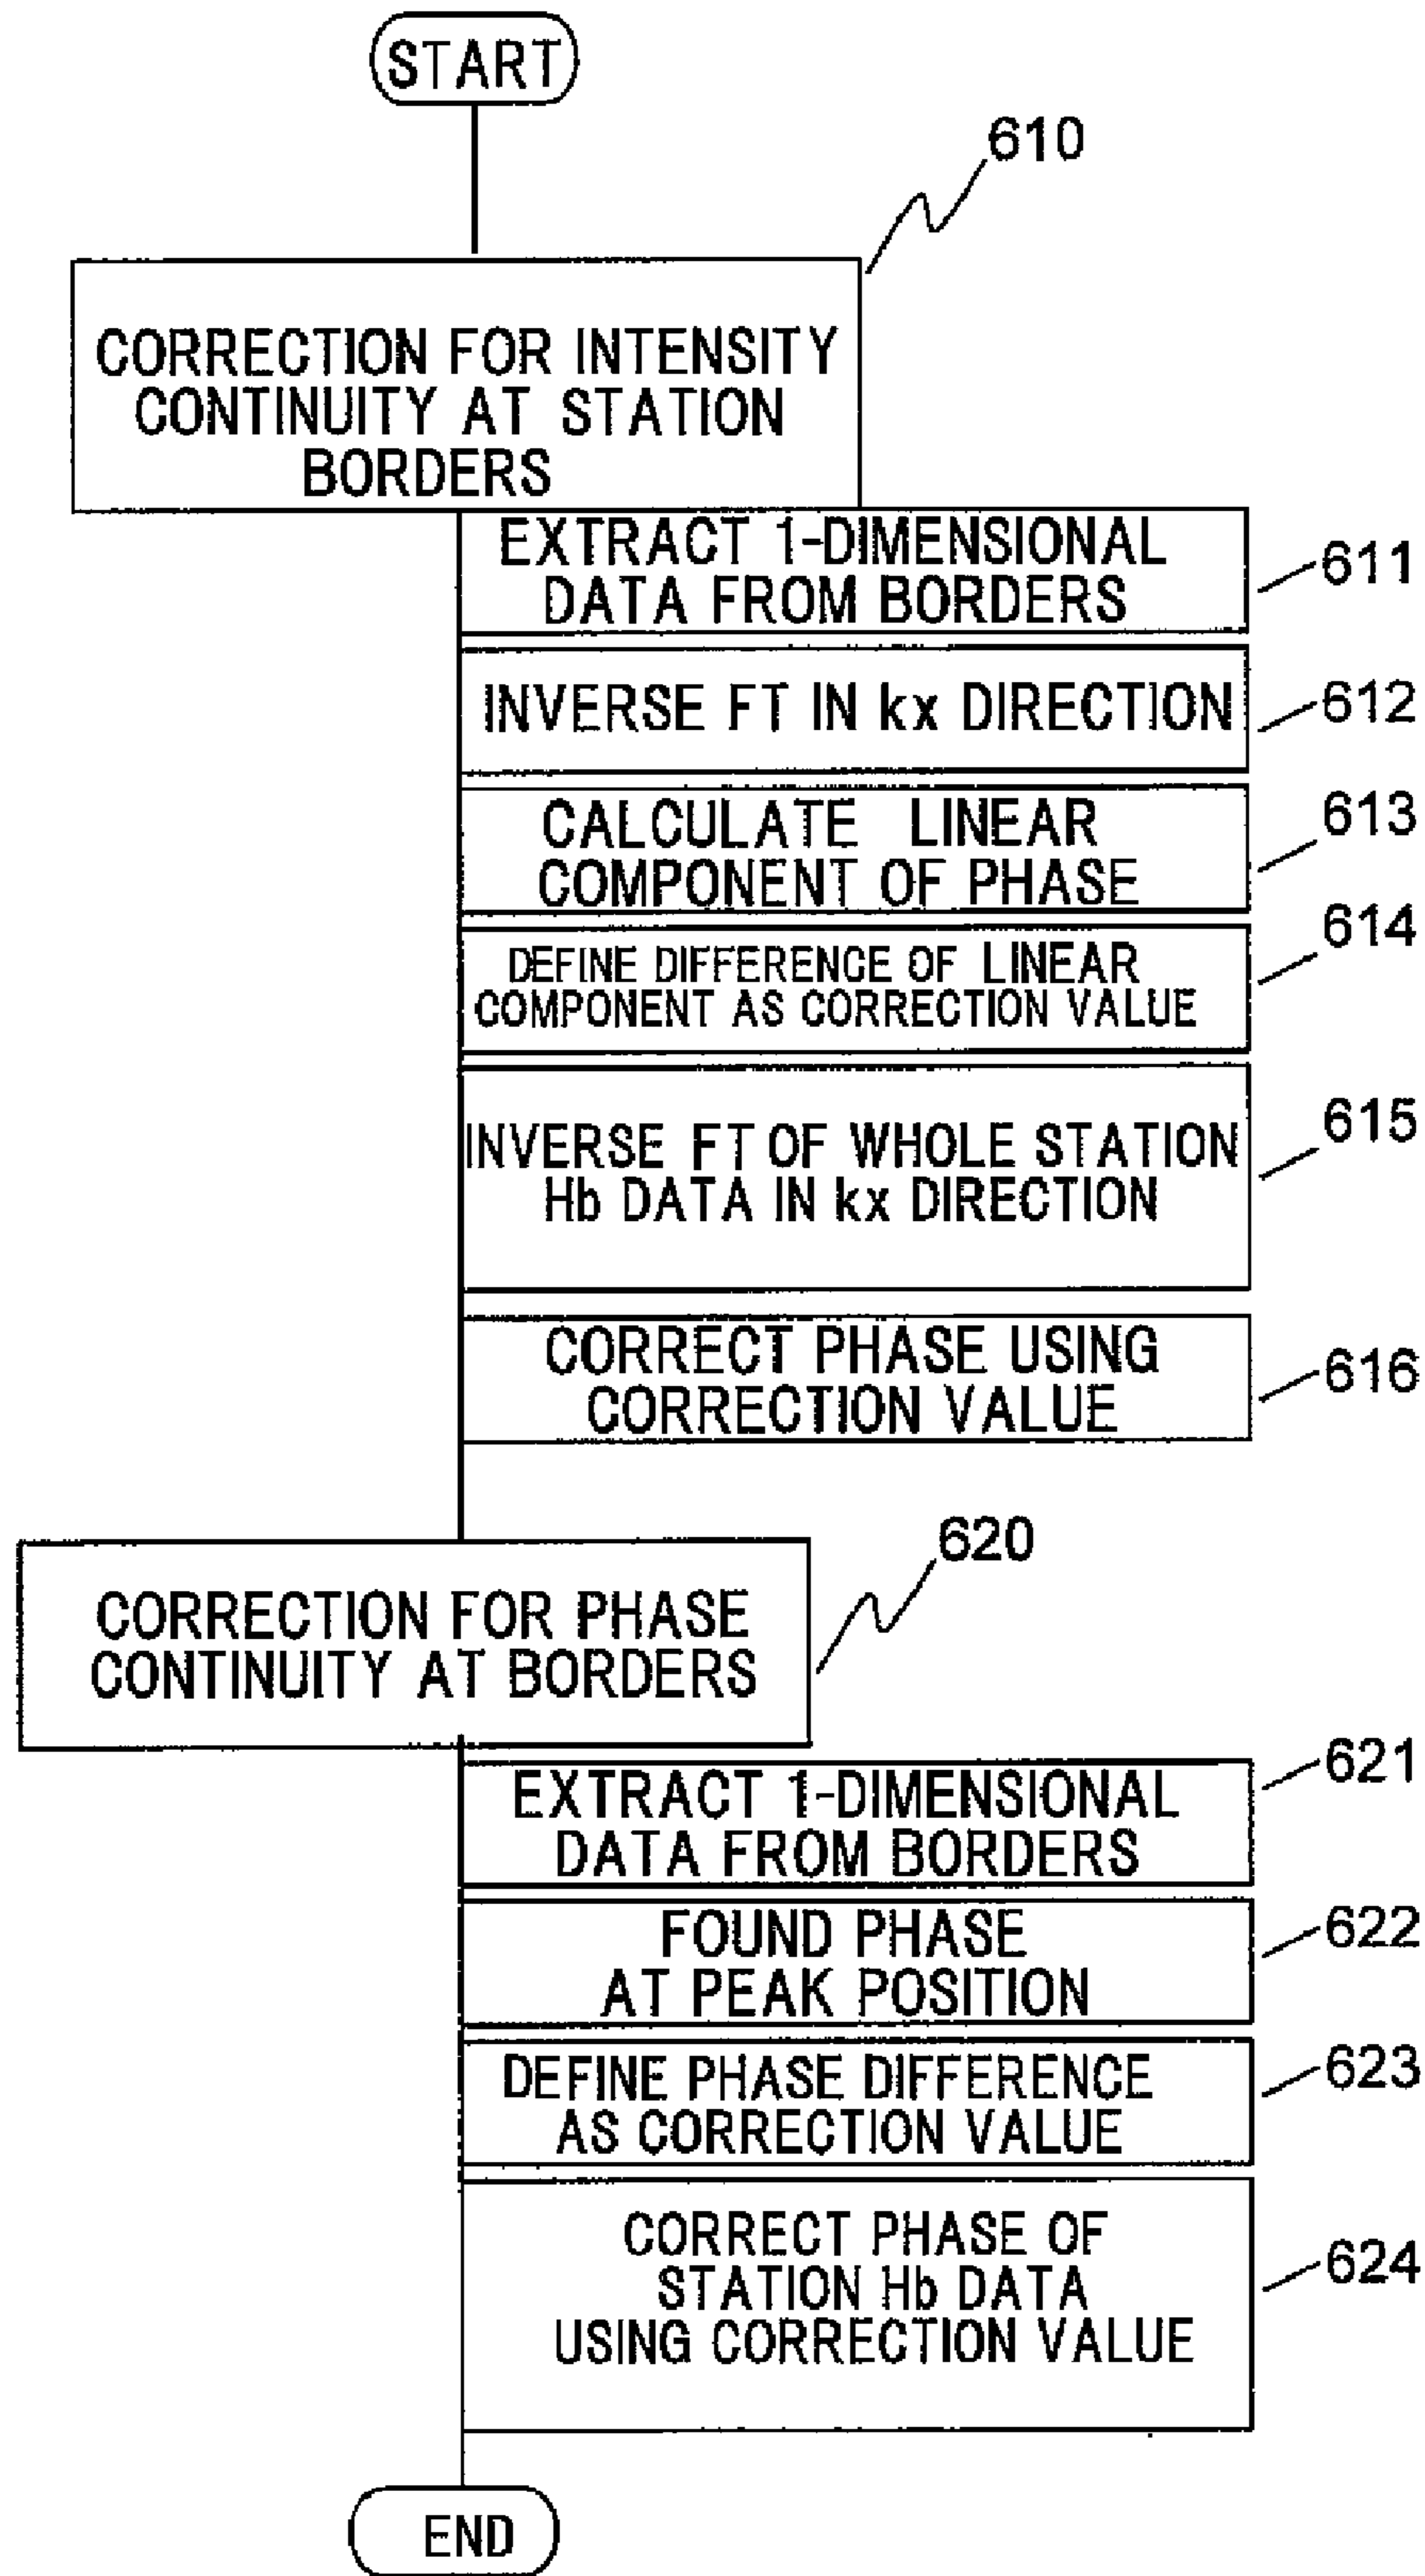 START
610
CORRECTION FOR INTENSITY
CONTINUITY AT STATION
BORDERS
EXTRACT 1-DIMENSIONAL
DATA FROM BORDERS
611
INVERSE FT IN kx DIRECTION
612
CALCULATE LINEAR
COMPONENT OF PHASE
613
DEFINE DIFFERENCE OF LINEAR
COMPONENT AS CORRECTION VALUE
614
INVERSE FT OF WHOLE STATION
Hb DATA IN kx DIRECTION
615
CORRECT PHASE USING
CORRECTION VALUE
616
620
CORRECTION FOR PHASE
CONTINUITY AT BORDERS
EXTRACT 1-DIMENSIONAL
DATA FROM BORDERS
621
FOUND PHASE
AT PEAK POSITION
622
DEFINE PHASE DIFFERENCE
AS CORRECTION VALUE
623
CORRECT PHASE OF
STATION Hb DATA
USING CORRECTION VALUE
624
END